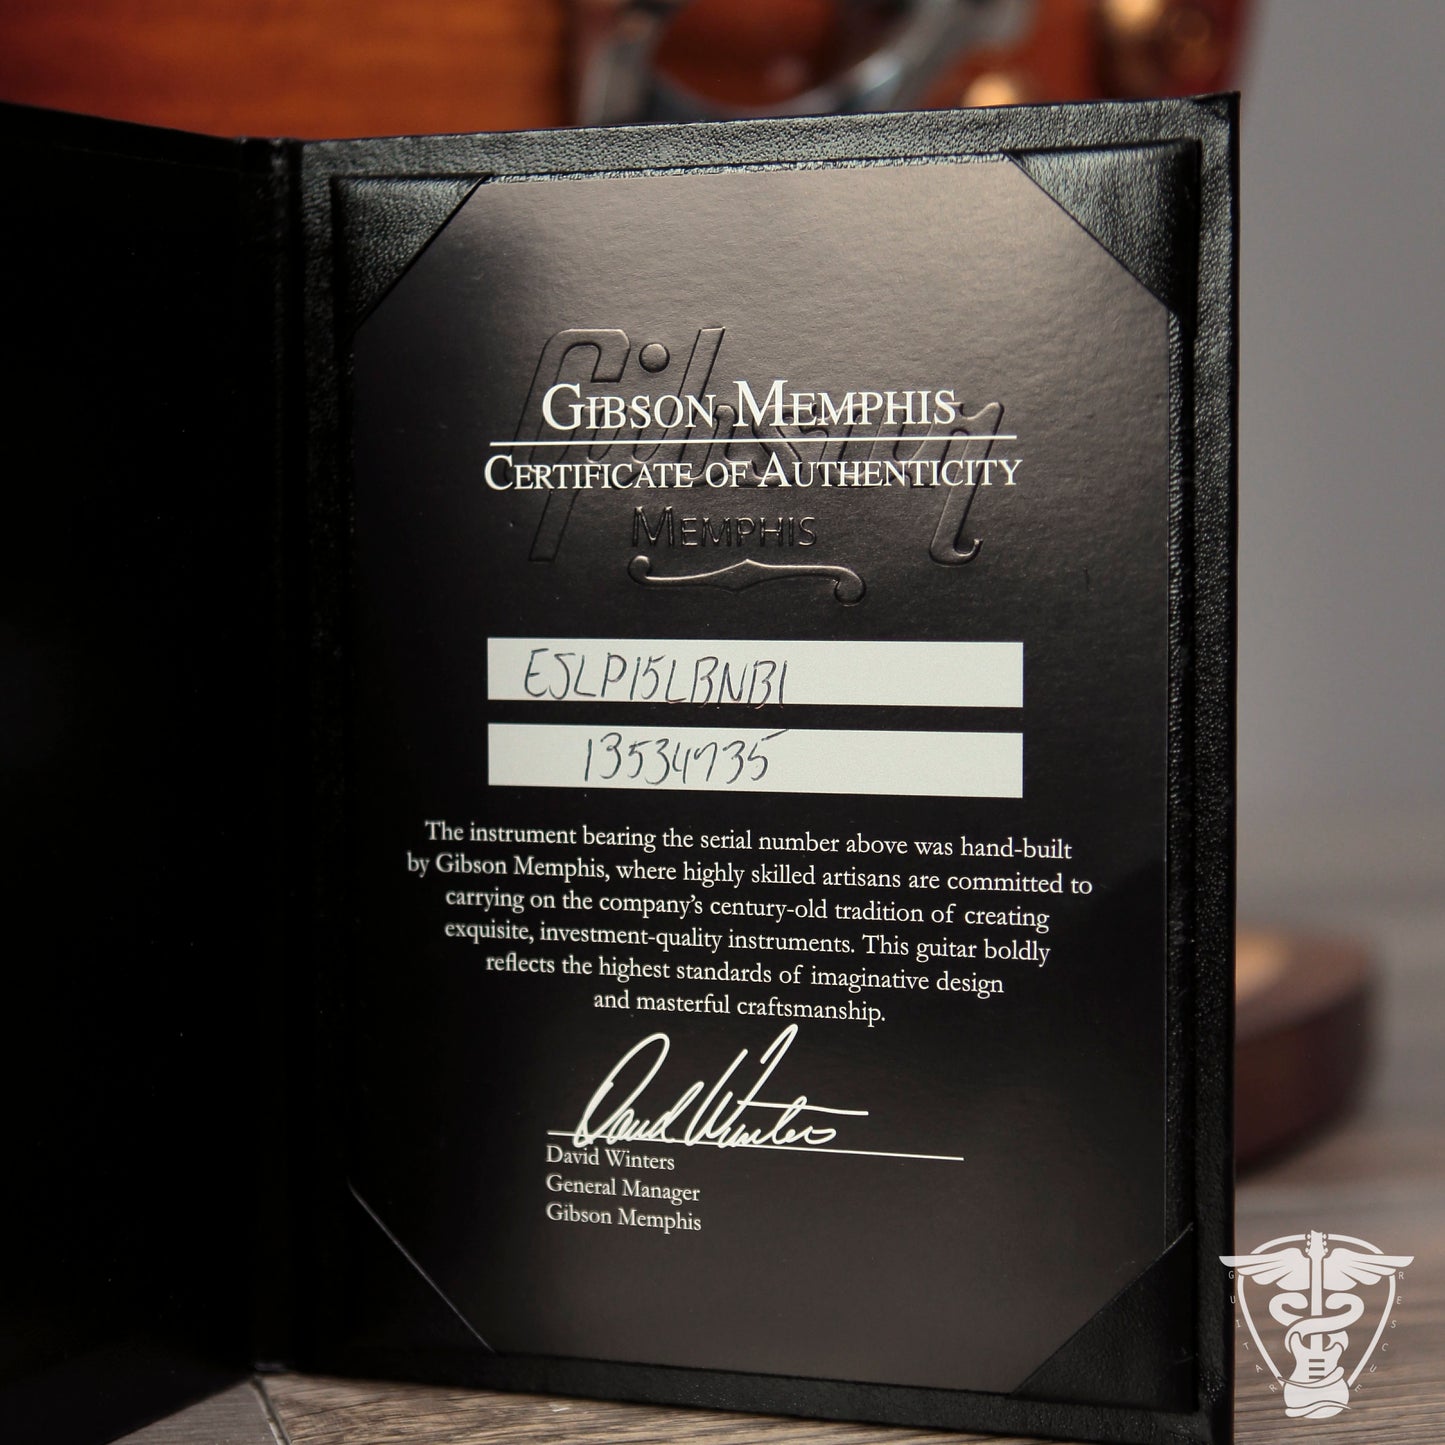 Gibson
GIBSON MEMPHIS
CERTIFICATE OF AUTHENTICITY
MEMPHIS
ESLP15LBNB1
13534735
The instrument bearing the serial number above was hand-built
by Gibson Memphis, where highly skilled artisans are committed to
carrying on the company's century-old tradition of creating
exquisite, investment-quality instruments. This guitar boldly
reflects the highest standards of imaginative design
and masterful craftsmanship.
David Winters
David Winters
General Manager
Gibson Memphis
GUITAR RESCUE